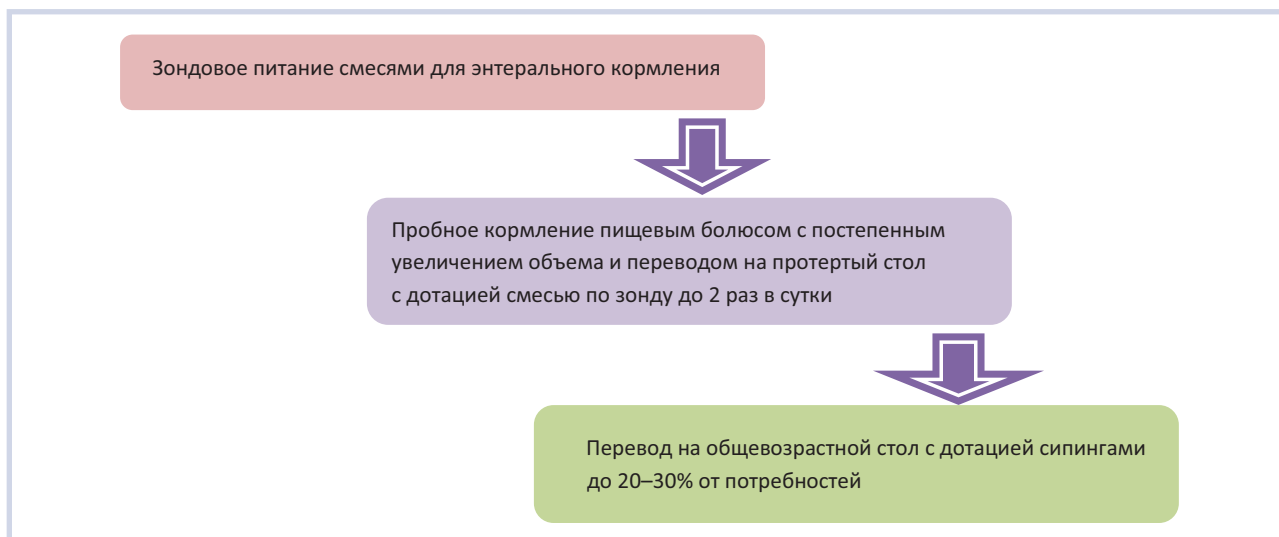 Зондовое питание смесями для энтерального кормления
Пробное кормление пищевым болюсом с постепенным
увеличением объема и переводом на протертый стол
с дотацией смесью по зонду до 2 раз в сутки
Перевод на общевозрастной стол с дотацией сипингами
до 20–30% от потребностей